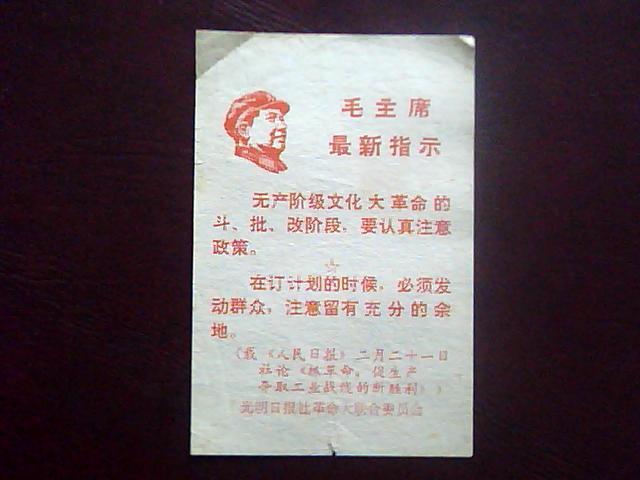 毛主席
最新指示
无产阶级文化大革命的
斗、批、改阶段，要认真注意
政策。
在订计划的时候，必须发
动群众，注意留有充分的余
地。
（载《人民日报》二月二十一日
社论《抓革命，促生产
夺取工业战线的新胜利》）
光明日报社革命大联合委员会